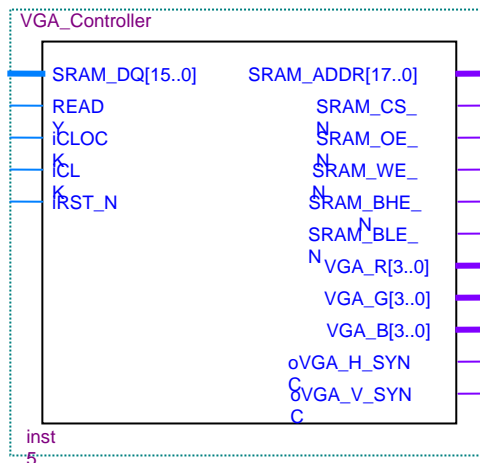 VGA_Controller
SRAM_DQ[15..0]
READ
Y
iCLOC
K
iCL
K
iRST_N
SRAM_ADDR[17..0]
SRAM_CS_
N
SRAM_OE_
N
SRAM_WE_
N
SRAM_BHE_
N
SRAM_BLE_
N
VGA_R[3..0]
VGA_G[3..0]
VGA_B[3..0]
oVGA_H_SYN
C
oVGA_V_SYN
C
inst
5